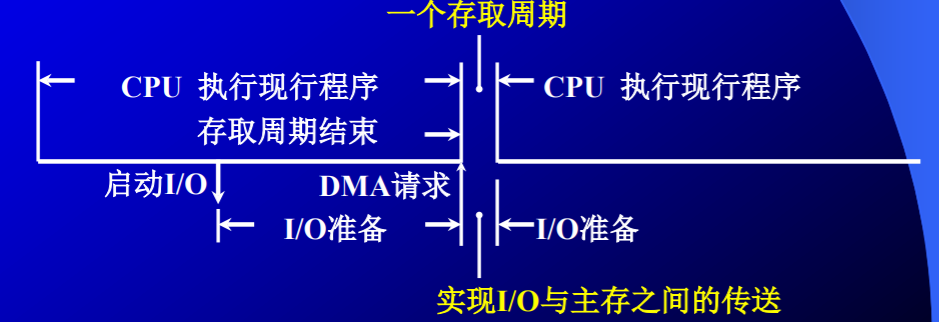 一个存取周期
CPU 执行现行程序
CPU 执行现行程序
存取周期结束
启动I/O
DMA请求
I/O准备
I/O准备
实现I/O与主存之间的传送